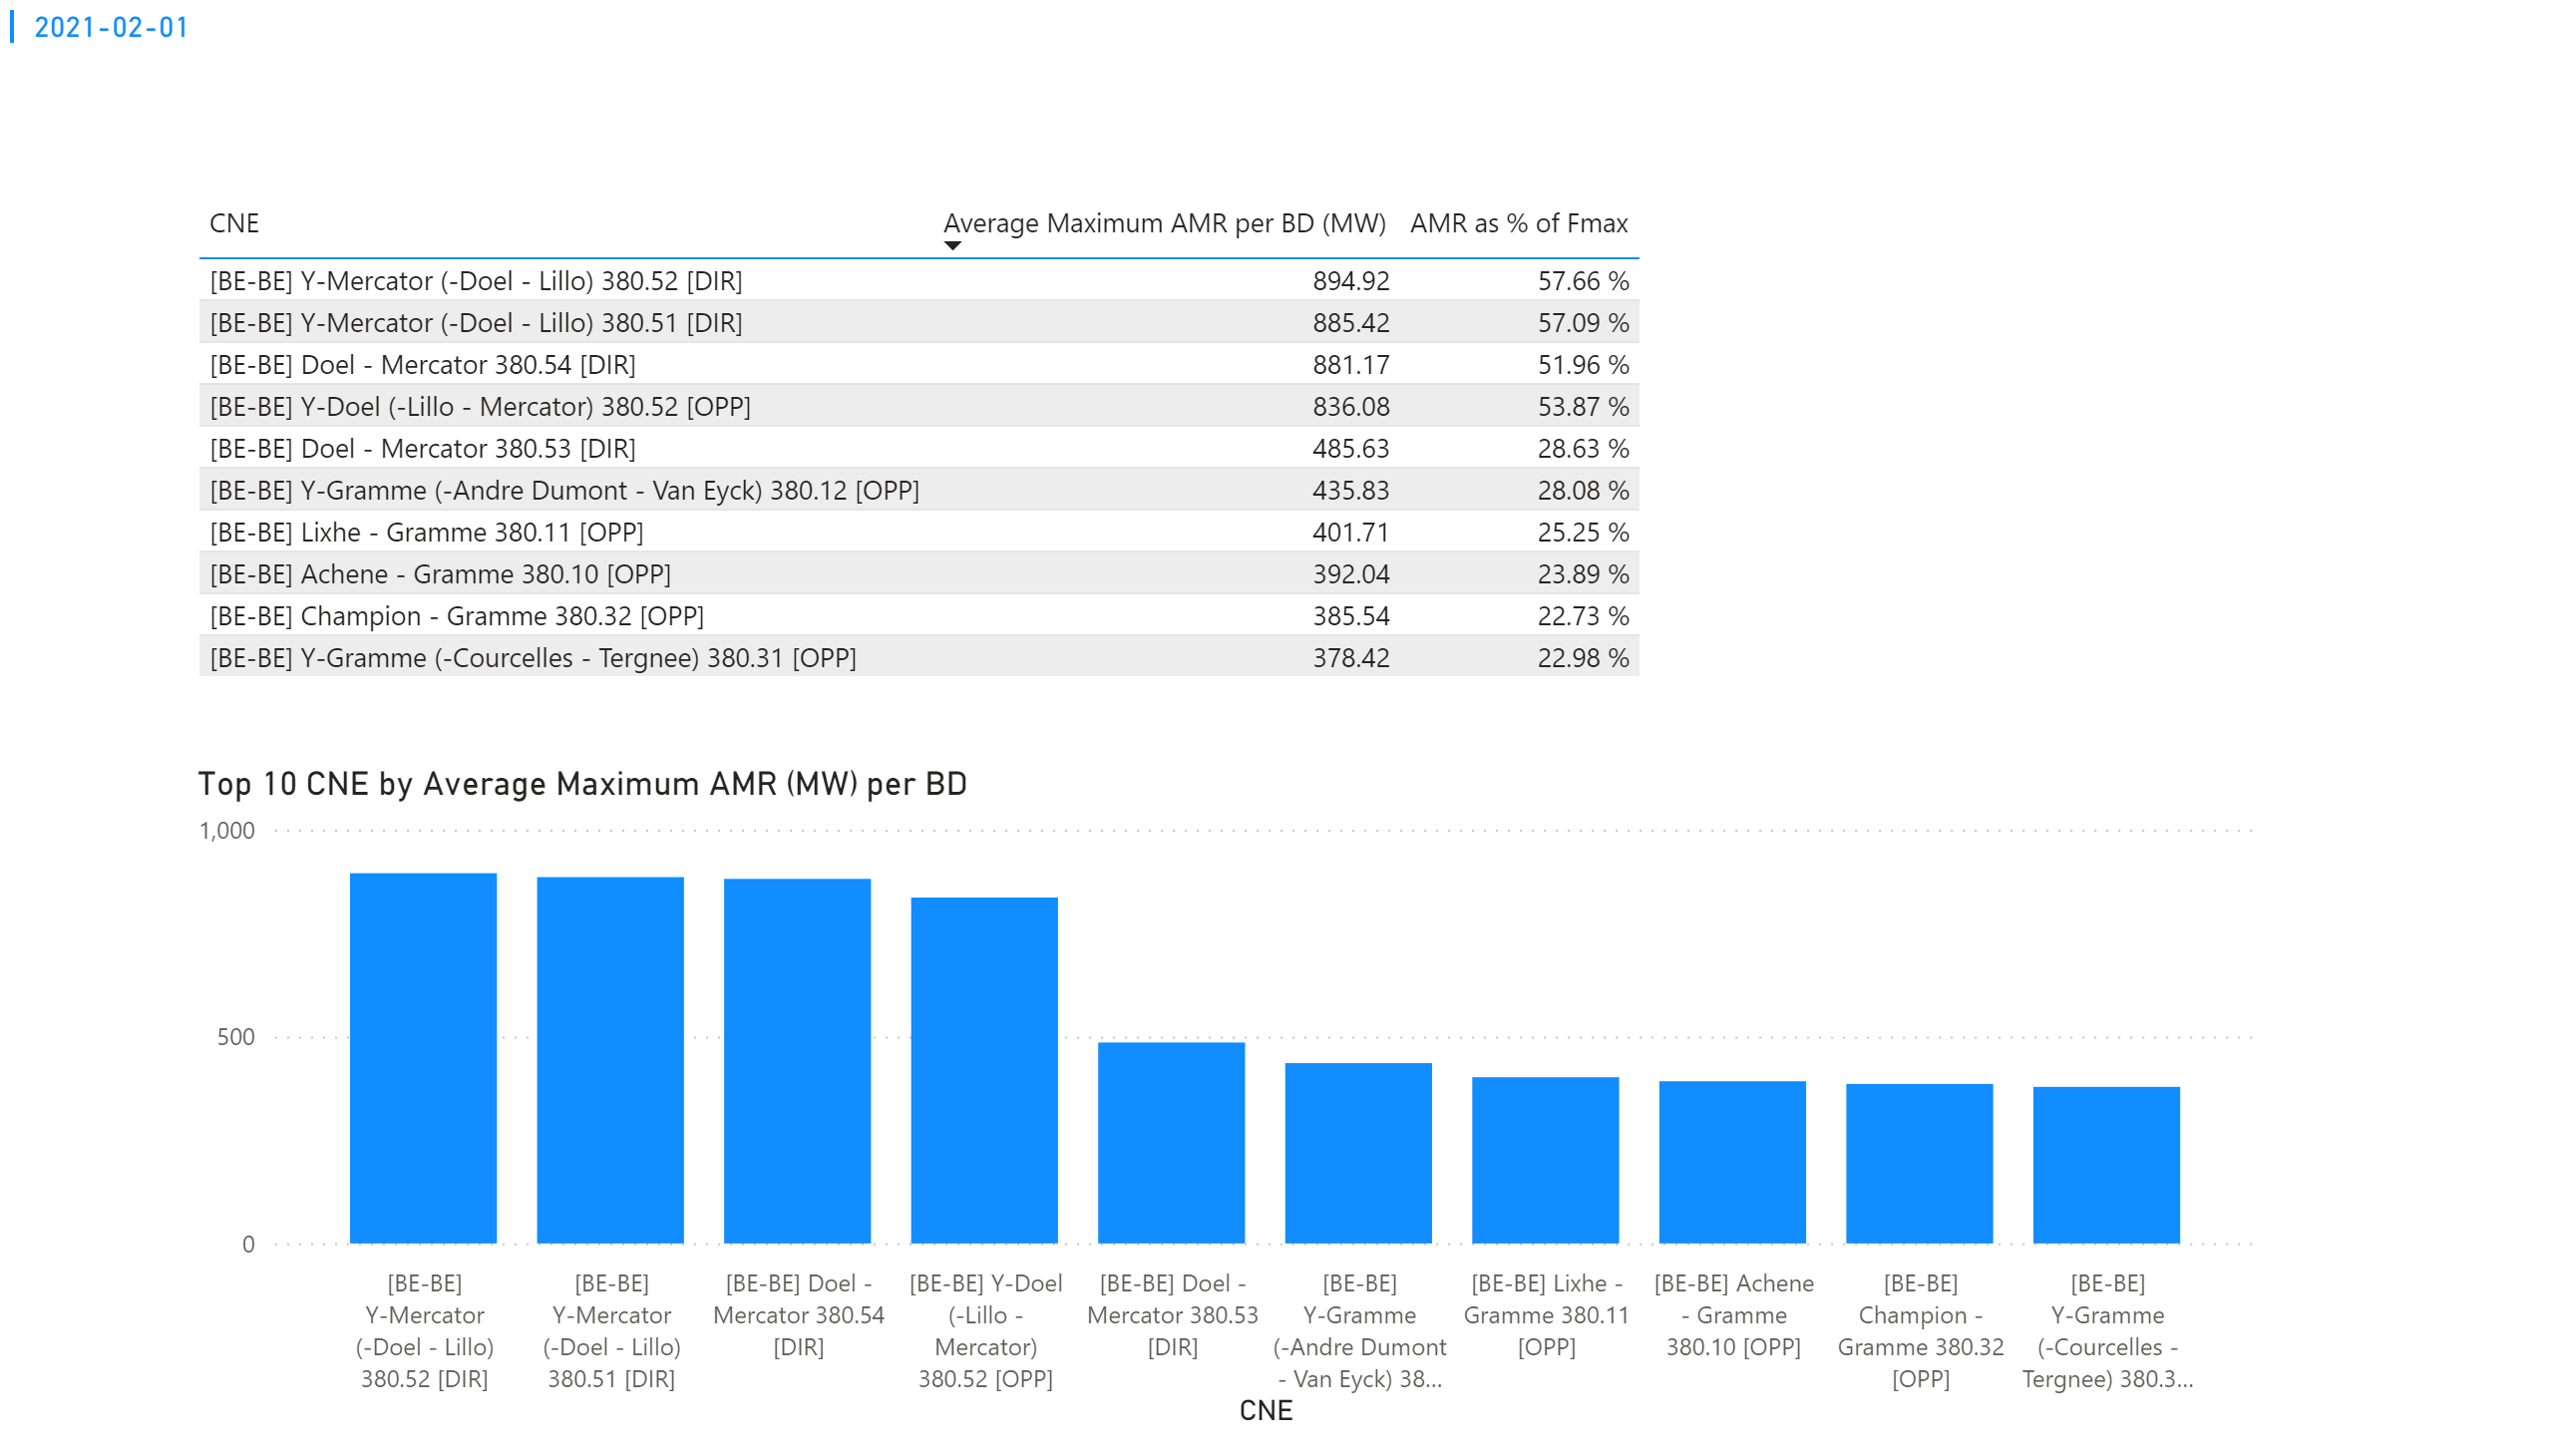 2021-02-01
CNE Average Maximum AMR per BD (MW) AMR as % of Fmax
[BE-BE] Y-Mercator (-Doel - Lillo) 380.52 [DIR] 894.92 57.66 %
[BE-BE] Y-Mercator (-Doel - Lillo) 380.51 [DIR] 885.42 57.09 %
[BE-BE] Doel - Mercator 380.54 [DIR] 881.17 51.96 %
[BE-BE] Y-Doel (-Lillo - Mercator) 380.52 [OPP] 836.08 53.87 %
[BE-BE] Doel - Mercator 380.53 [DIR] 485.63 28.63 %
[BE-BE] Y-Gramme (-Andre Dumont - Van Eyck) 380.12 [OPP] 435.83 28.08 %
[BE-BE] Lixhe - Gramme 380.11 [OPP] 401.71 25.25 %
[BE-BE] Achene - Gramme 380.10 [OPP] 392.04 23.89 %
[BE-BE] Champion - Gramme 380.32 [OPP] 385.54 22.73 %
[BE-BE] Y-Gramme (-Courcelles - Tergnee) 380.31 [OPP] 378.42 22.98 %
Top 10 CNE by Average Maximum AMR (MW) per BD
1,000
500
0
[BE-BE]
Y-Mercator
(-Doel - Lillo)
380.52 [DIR]
[BE-BE]
Y-Mercator
(-Doel - Lillo)
380.51 [DIR]
[BE-BE] Doel -
Mercator 380.54
[DIR]
[BE-BE] Y-Doel
(-Lillo -
Mercator)
380.52 [OPP]
[BE-BE] Doel -
Mercator 380.53
[DIR]
[BE-BE]
Y-Gramme
(-Andre Dumont
- Van Eyck) 38...
[BE-BE] Lixhe -
Gramme 380.11
[OPP]
[BE-BE] Achene
- Gramme
380.10 [OPP]
[BE-BE]
Champion -
Gramme 380.32
[OPP]
[BE-BE]
Y-Gramme
(-Courcelles -
Tergnee) 380.3...
CNE